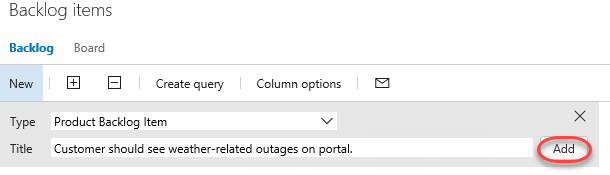 Backlog items
Backlog Board
New Create query Column options
Type Product Backlog Item
Title Customer should see weather-related outages on portal. Add